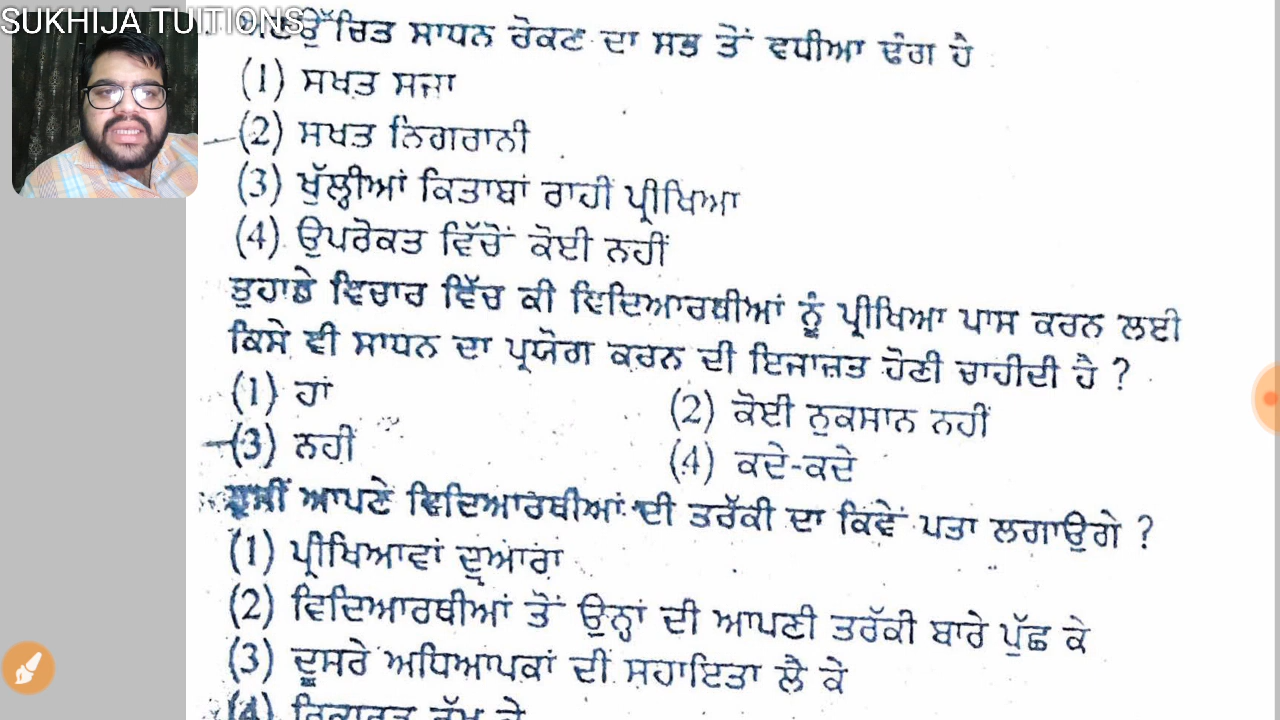 SUKHIJA TUITIONS
ਸਾਧਨ ਰੋਕਣ ਦਾ ਸਭ ਤੋਂ ਵਧੀਆ ਢੰਗ ਹੈ
(1) ਸਖਤ ਸਜਾ
(2) ਸਖਤ ਨਿਗਰਾਨੀ
(3) ਖੁੱਲ੍ਹੀਆਂ ਕਿਤਾਬਾਂ ਰਾਹੀਂ ਪ੍ਰੀਖਿਆ
(4) ਉਪਰੋਕਤ ਵਿੱਚੋਂ ਕੋਈ ਨਹੀਂ
ਤੁਹਾਡੇ ਵਿਚਾਰ ਵਿੱਚ ਕੀ ਵਿਦਿਆਰਥੀਆਂ ਨੂੰ ਪ੍ਰੀਖਿਆ ਪਾਸ ਕਰਨ ਲਈ
ਕਿਸੇ ਵੀ ਸਾਧਨ ਦਾ ਪ੍ਰਯੋਗ ਕਰਨ ਦੀ ਇਜਾਜ਼ਤ ਹੋਣੀ ਚਾਹੀਦੀ ਹੈ ?
(1) ਹਾਂ (2) ਕੋਈ ਨੁਕਸਾਨ ਨਹੀਂ
(3) ਨਹੀਂ (4) ਕਦੇ-ਕਦੇ
ਤੁਸੀਂ ਆਪਣੇ ਵਿਦਿਆਰਥੀਆਂ ਦੀ ਤਰੱਕੀ ਦਾ ਕਿਵੇਂ ਪਤਾ ਲਗਾਉਗੇ ?
(1) ਪ੍ਰੀਖਿਆਵਾਂ ਦੁਆਰਾ
(2) ਵਿਦਿਆਰਥੀਆਂ ਤੋਂ ਉਨ੍ਹਾਂ ਦੀ ਆਪਣੀ ਤਰੱਕੀ ਬਾਰੇ ਪੁੱਛ ਕੇ
(3) ਦੂਸਰੇ ਅਧਿਆਪਕਾਂ ਦੀ ਸਹਾਇਤਾ ਲੈ ਕੇ
(4)